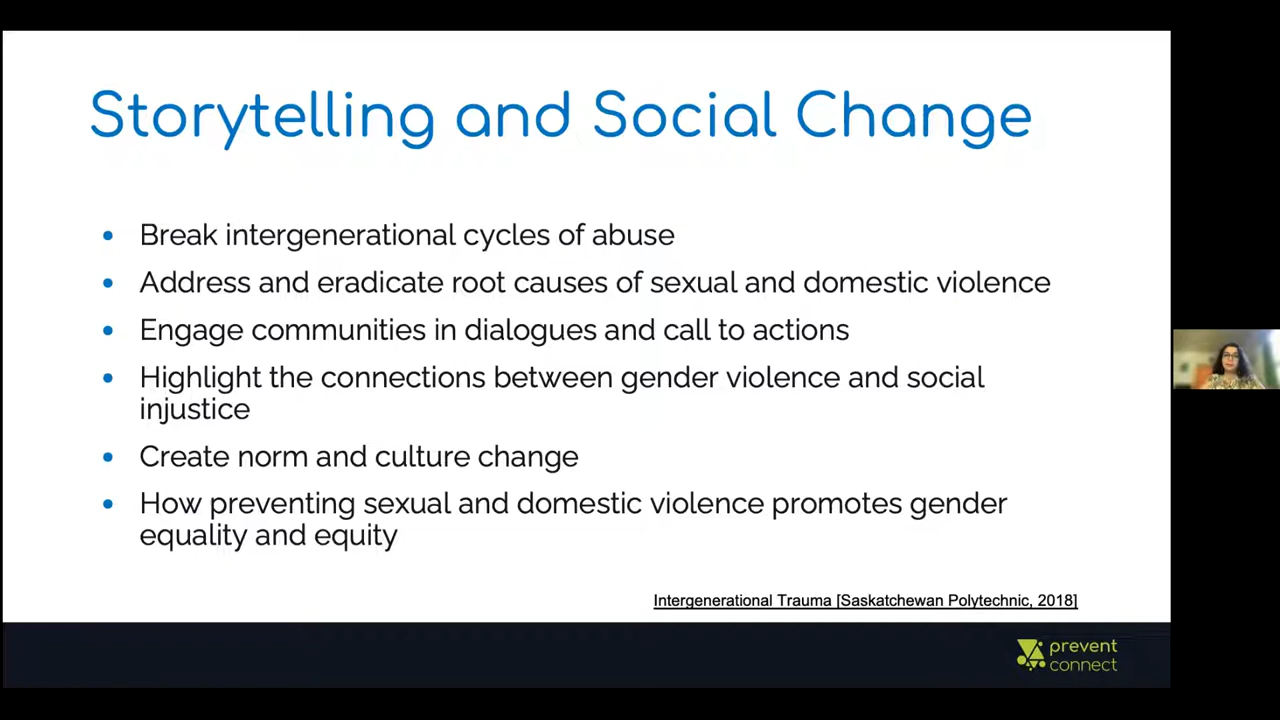 Storytelling and Social Change
• Break intergenerational cycles of abuse
• Address and eradicate root causes of sexual and domestic violence
• Engage communities in dialogues and call to actions
• Highlight the connections between gender violence and social
injustice
• Create norm and culture change
• How preventing sexual and domestic violence promotes gender
equality and equity
Intergenerational Trauma [Saskatchewan Polytechnic, 2018]
prevent
connect